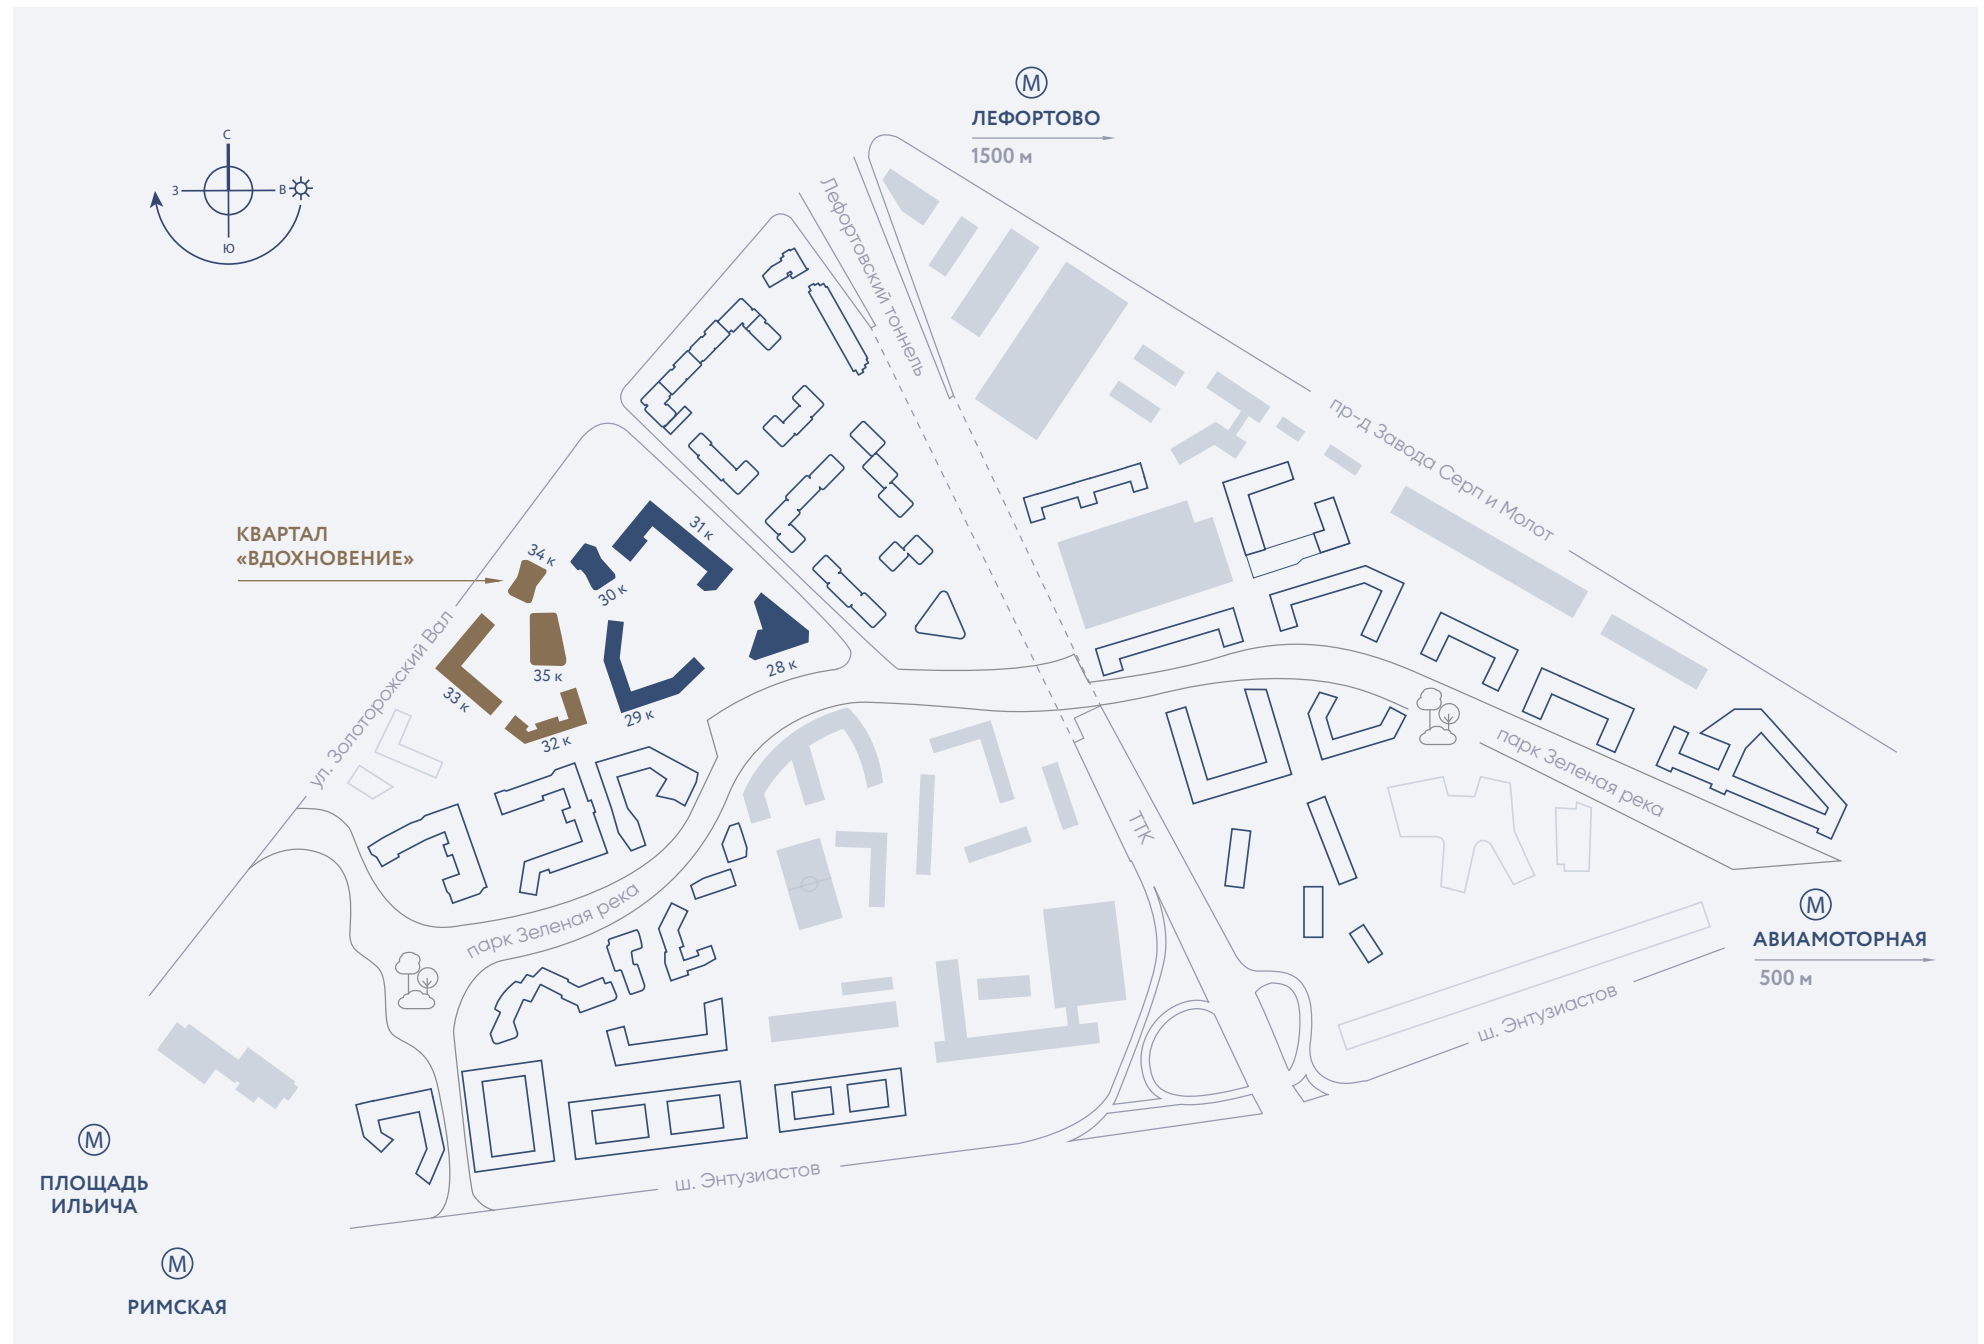 М
ЛЕФОРТОВО
1500 м
С
З
В
Ю
Лефортовский тоннель
пр-д Завода Серп и Молот
КВАРТАЛ
«ВДОХНОВЕНИЕ»
34 к
31 к
30 к
ул. Золоторожский Вал
35 к
28 к
33 к
29 к
32 к
парк Зеленая река
ТТК
парк Зеленая река
М
АВИАМОТОРНАЯ
500 м
ш. Энтузиастов
М
ПЛОЩАДЬ
ИЛЬИЧА
ш. Энтузиастов
М
РИМСКАЯ